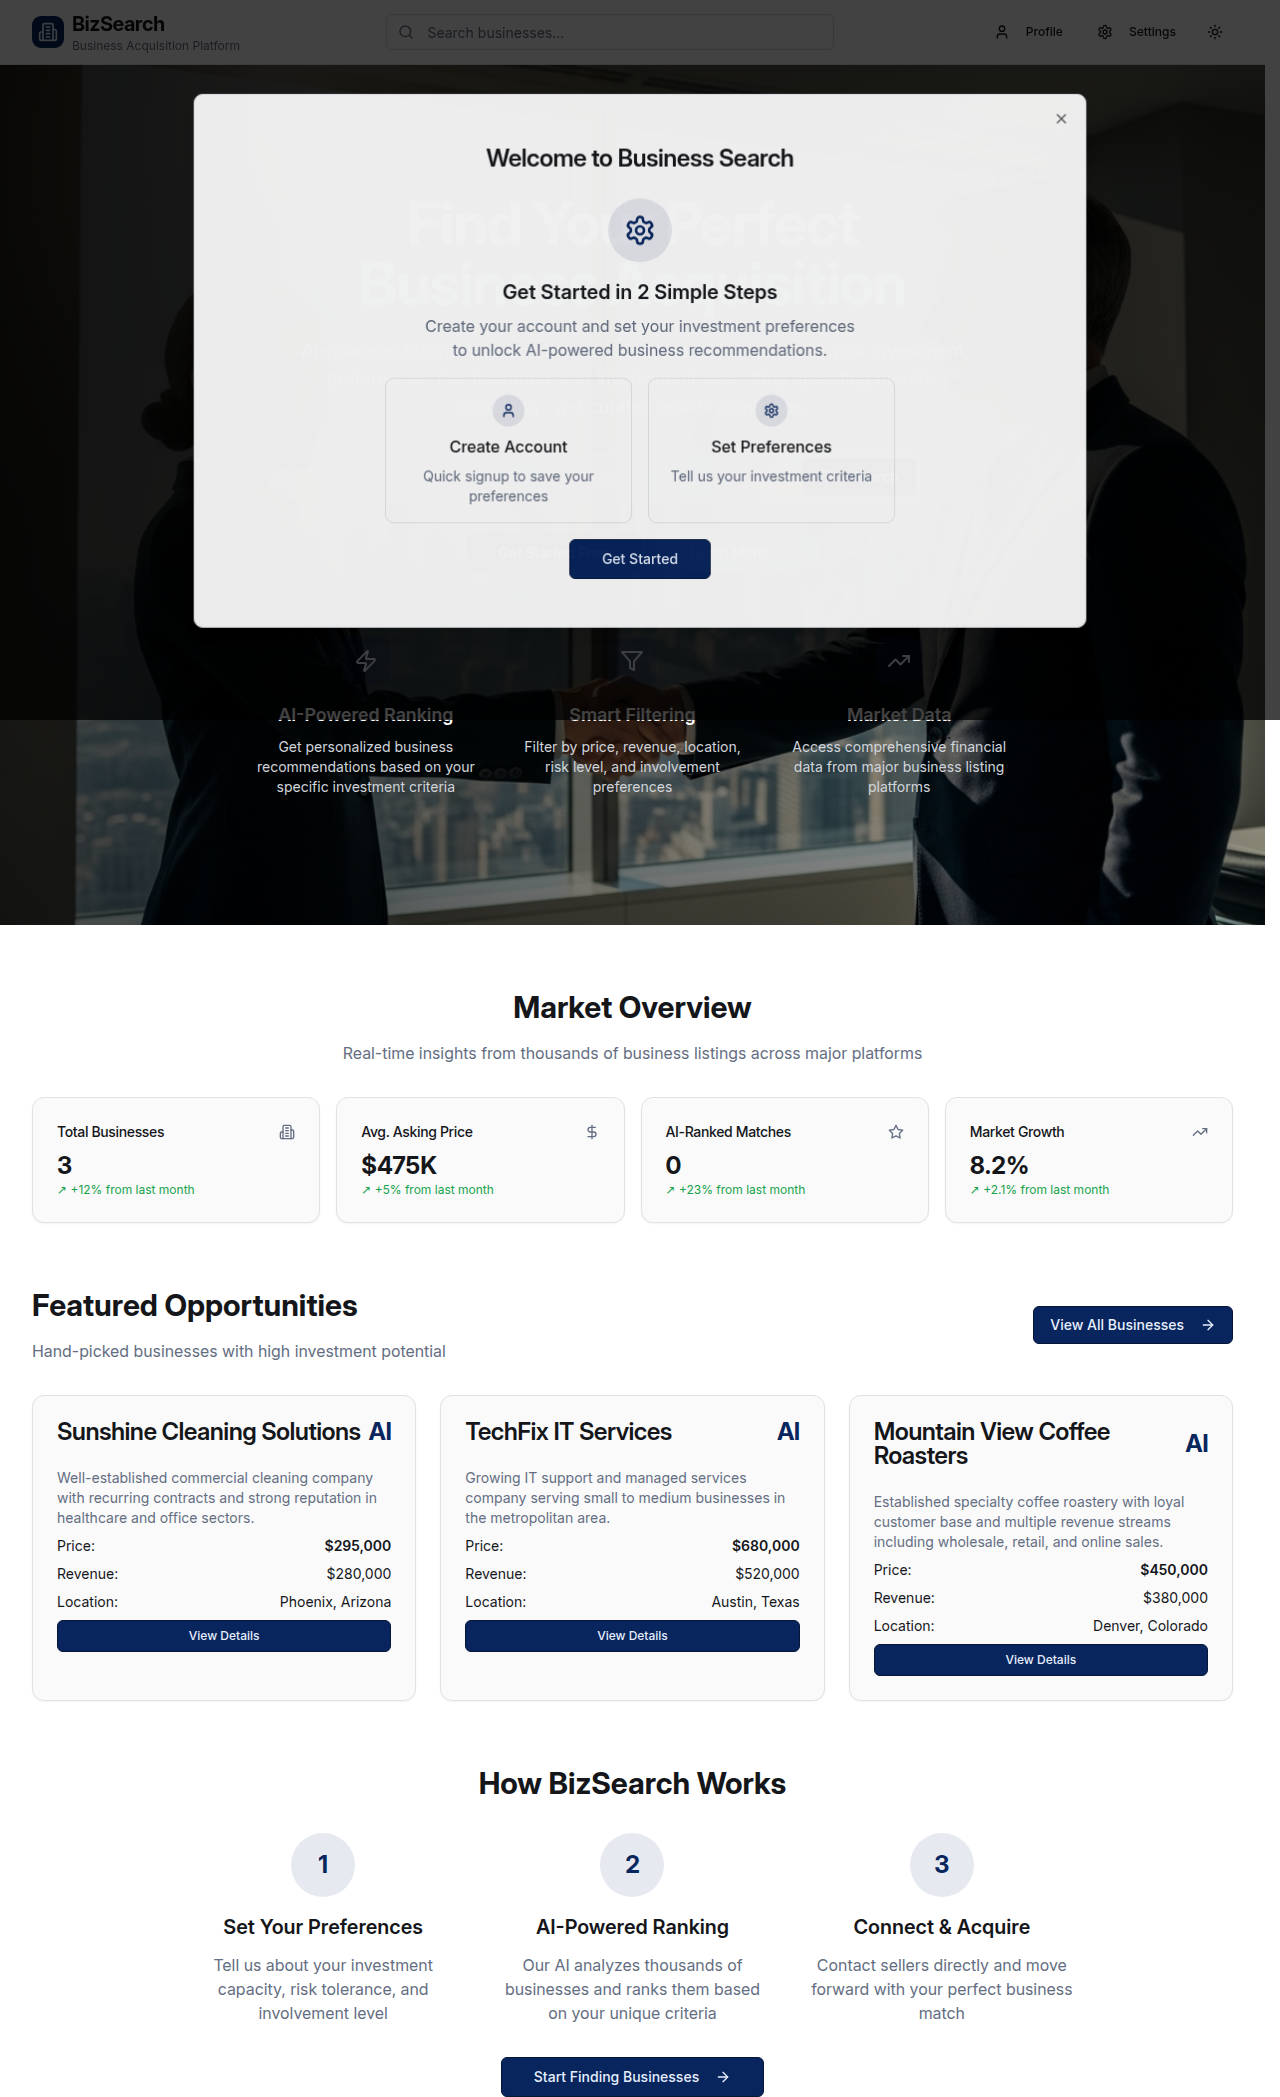 BizSearch
Business Acquisition Platform
Search businesses...
Profile
Settings
Welcome to Business Search
Find Your Perfect
Business Acquisition
Get Started in 2 Simple Steps
Create your account and set your investment preferences
to unlock AI-powered business recommendations.
Create Account
Quick signup to save your
preferences
Set Preferences
Tell us your investment criteria
Get Started
AI-Powered Ranking
Get personalized business
recommendations based on your
specific investment criteria
Smart Filtering
Filter by price, revenue, location,
risk level, and involvement
preferences
Market Data
Access comprehensive financial
data from major business listing
platforms
Market Overview
Real-time insights from thousands of business listings across major platforms
Total Businesses
3
↗ +12% from last month
Avg. Asking Price
$475K
↗ +5% from last month
AI-Ranked Matches
0
↗ +23% from last month
Market Growth
8.2%
↗ +2.1% from last month
Featured Opportunities
Hand-picked businesses with high investment potential
View All Businesses
Sunshine Cleaning Solutions AI
Well-established commercial cleaning company
with recurring contracts and strong reputation in
healthcare and office sectors.
Price: $295,000
Revenue: $280,000
Location: Phoenix, Arizona
View Details
TechFix IT Services AI
Growing IT support and managed services
company serving small to medium businesses in
the metropolitan area.
Price: $680,000
Revenue: $520,000
Location: Austin, Texas
View Details
Mountain View Coffee
Roasters
AI
Established specialty coffee roastery with loyal
customer base and multiple revenue streams
including wholesale, retail, and online sales.
Price: $450,000
Revenue: $380,000
Location: Denver, Colorado
View Details
How BizSearch Works
1
Set Your Preferences
Tell us about your investment
capacity, risk tolerance, and
involvement level
2
AI-Powered Ranking
Our AI analyzes thousands of
businesses and ranks them based
on your unique criteria
3
Connect & Acquire
Contact sellers directly and move
forward with your perfect business
match
Start Finding Businesses